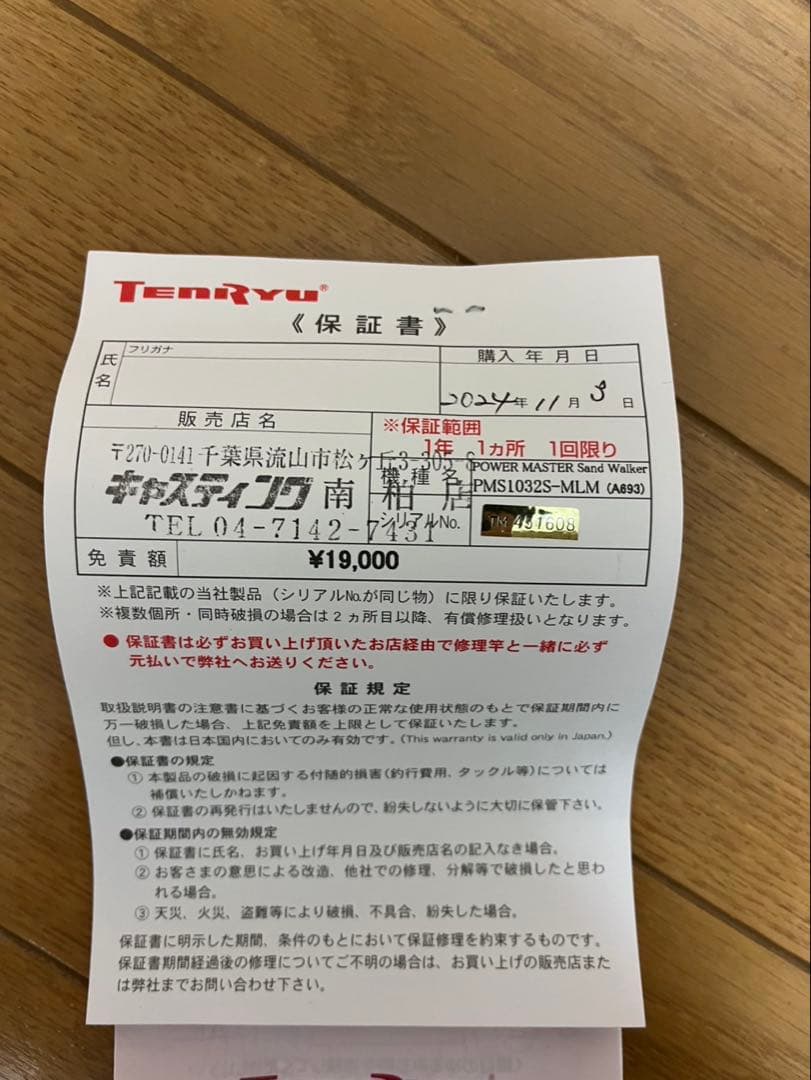 TENRYU®
《保証書》
フリガナ
氏名
購入年月日
2024年11月3日
販売店名
※保証範囲
1年 1ヵ所 1回限り
〒270-0141 千葉県流山市松ヶ丘3-305-8
キャスティング 南柏店
TEL 04-7142-7431
機種名
POWER MASTER Sand Walker
PMS1032S-MLM (A693)
シリアルNo.
免責額
¥19,000
※上記記載の当社製品（シリアルNo.が同じ物）に限り保証いたします。
※複数個所・同時破損の場合は2ヵ所目以降、有償修理扱いとなります。
●保証書は必ずお買い上げ頂いたお店経由で修理竿と一緒に必ず
元払いで弊社へお送りください。
保証規定
取扱説明書の注意書に基づくお客様の正常な使用状態のもとで保証期間内に
万一破損した場合、上記免責額を上限として保証いたします。
但し、本書は日本国内においてのみ有効です。(This warranty is valid only in Japan.)
●保証書の規定
① 本製品の破損に起因する付随的損害(釣行費用、タックル等)については
補償いたしかねます。
② 保証書の再発行はいたしませんので、紛失しないように大切に保管下さい。
●保証期間内の無効規定
① 保証書に氏名、お買い上げ年月日及び販売店名の記入なき場合。
② お客さまの意思による改造、他社での修理、分解等で破損したと思わ
れる場合。
③ 天災、火災、盗難等により破損、不具合、紛失した場合。
保証書に明示した期間、条件のもとにおいて保証修理を約束するものです。
保証書期間経過後の修理についてご不明の場合は、お買い上げの販売店また
は弊社までお問い合わせ下さい。